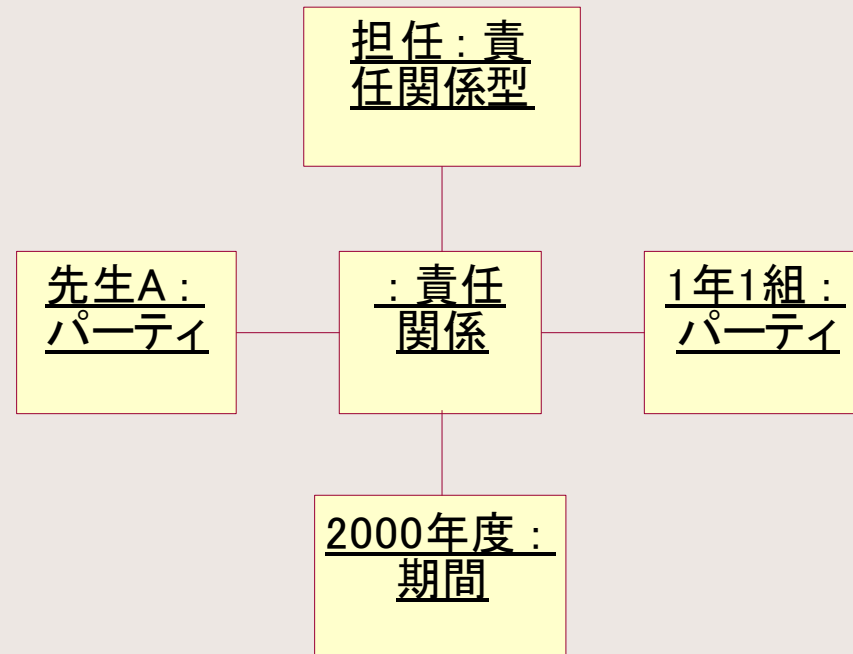 担任：責
任関係型
先生A：
パーティ
：責任
関係
1年1組：
パーティ
2000年度：
期間